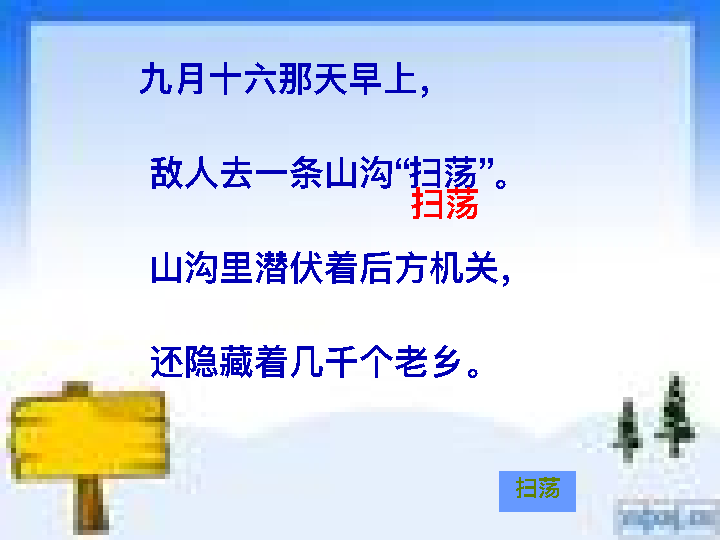 九月十六那天早上，
敌人去一条山沟“扫荡”。
扫荡
山沟里潜伏着后方机关，
还隐藏着几千个老乡。
扫荡